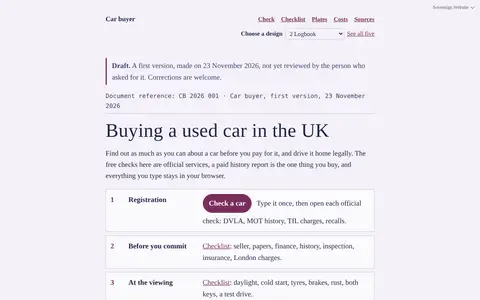 Sovereign Website
Car buyer
Check Checklist Plates Costs Sources
Choose a design 2 Logbook See all five
Draft. A first version, made on 23 November 2026, not yet reviewed by the person
who asked for it. Corrections are welcome.
Document reference: CB 2026 001 · Car buyer, first version, 23 November
2026
Buying a used car in the UK
Find out as much as you can about a car before you pay for it, and drive it home legally. The
free checks here are official services, a paid history report is the one thing you buy, and
everything you type stays in your browser.
1 Registration Check a car Type it once, then open each official
check: DVLA, MOT history, TfL charges, recalls.
2 Before you commit Checklist: seller, papers, finance, history, inspection,
insurance, London charges.
3 At the viewing Checklist: daylight, cold start, tyres, brakes, rust, both
keys, a test drive.